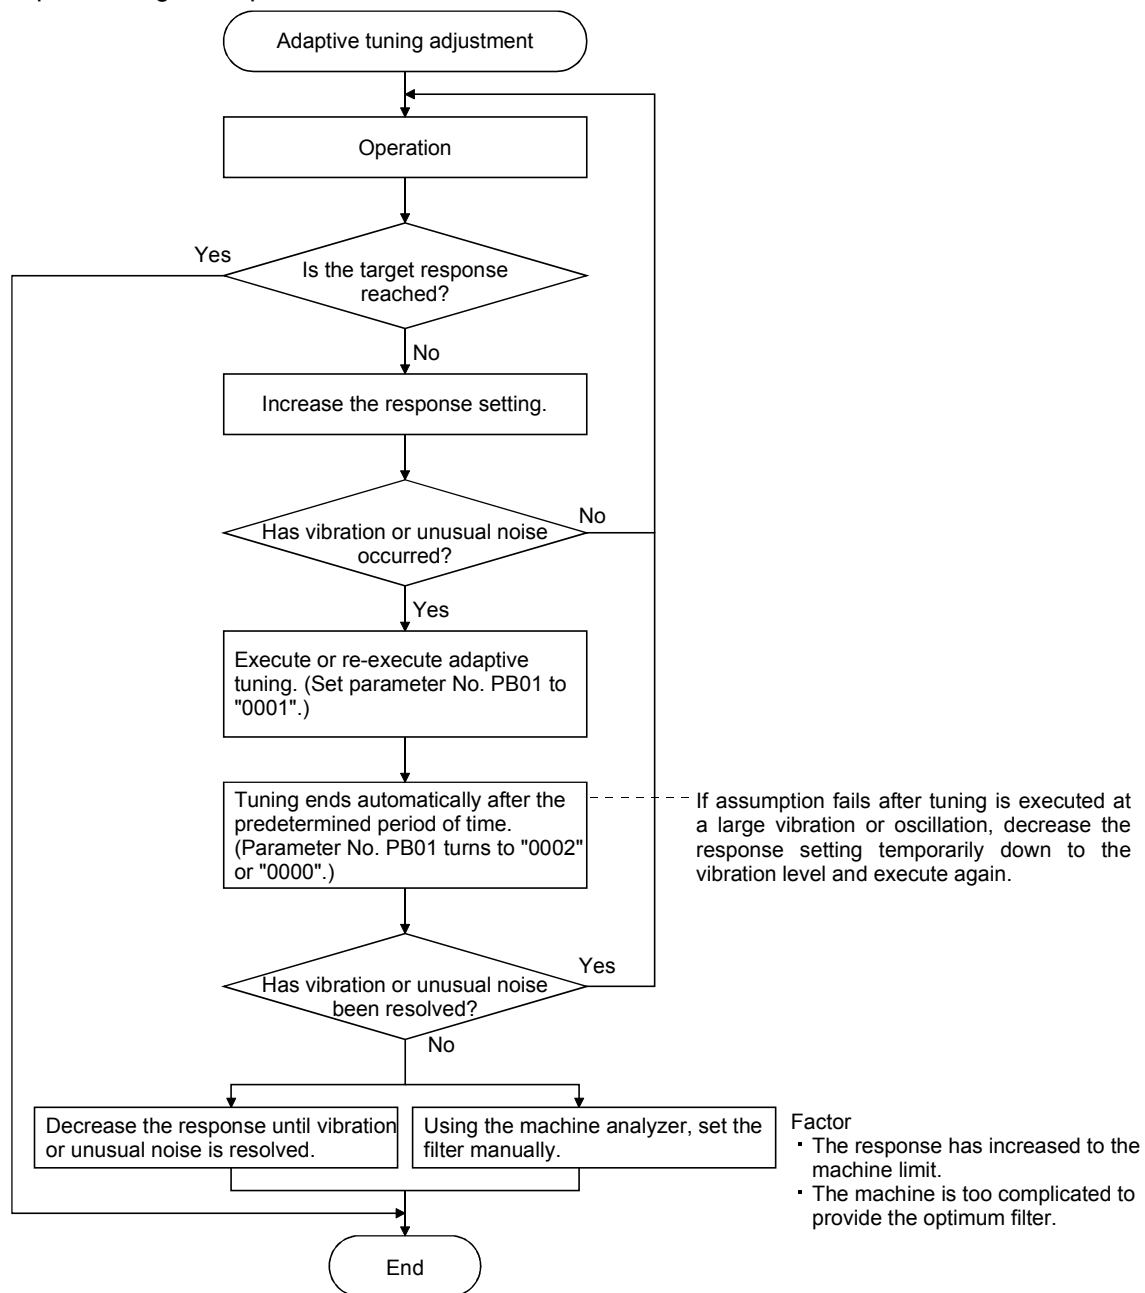 Adaptive tuning adjustment
Operation
Yes
Is the target response
reached?
No
Increase the response setting.
Has vibration or unusual noise
occurred?
No
Yes
Execute or re-execute adaptive
tuning. (Set parameter No. PB01 to
"0001".)
Tuning ends automatically after the
predetermined period of time.
(Parameter No. PB01 turns to "0002"
or "0000".)
If assumption fails after tuning is executed at
a large vibration or oscillation, decrease the
response setting temporarily down to the
vibration level and execute again.
Has vibration or unusual noise
been resolved?
Yes
No
Decrease the response until vibration
or unusual noise is resolved.
Using the machine analyzer, set the
filter manually.
Factor
・The response has increased to the
machine limit.
・The machine is too complicated to
provide the optimum filter.
End